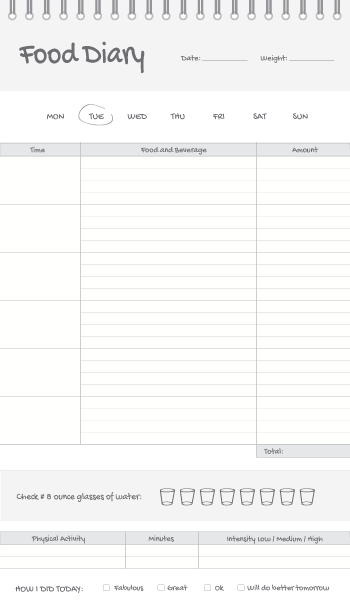 Food Diary
Date: Weight:
MON TUE WED THU FRI SAT SUN
Time Food and Beverage Amount
Total:
Check # 8 ounce glasses of water:
Physical Activity Minutes Intensity Low / Medium / High
HOW I DID TODAY: Fabulous Great Ok Will do better tomorrow